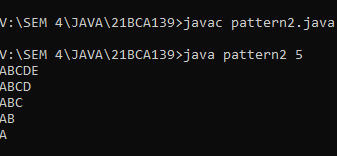 V:\SEM 4\JAVA\21BCA139>javac pattern2.java
V:\SEM 4\JAVA\21BCA139>java pattern2 5
ABCDE
ABCD
ABC
AB
A